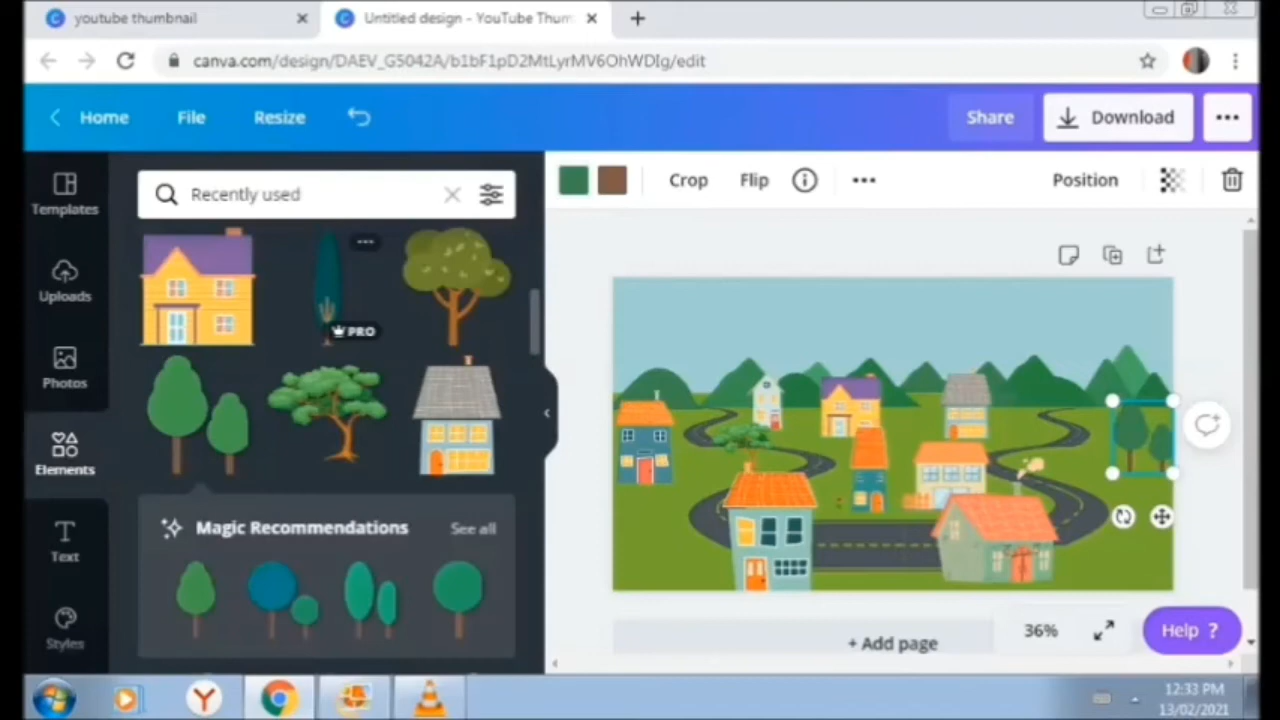 youtube thumbnail
Untitled design - YouTube Thum
canva.com/design/DAEV_G5042A/b1bF1pD2MtLyrMV6OhWDIg/edit
Home
File
Resize
Share
Download
Templates
Recently used
Crop
Flip
Position
Uploads
PRO
Photos
Elements
Magic Recommendations
See all
Text
Styles
+ Add page
36%
Help ?
12:33 PM
13/02/2021